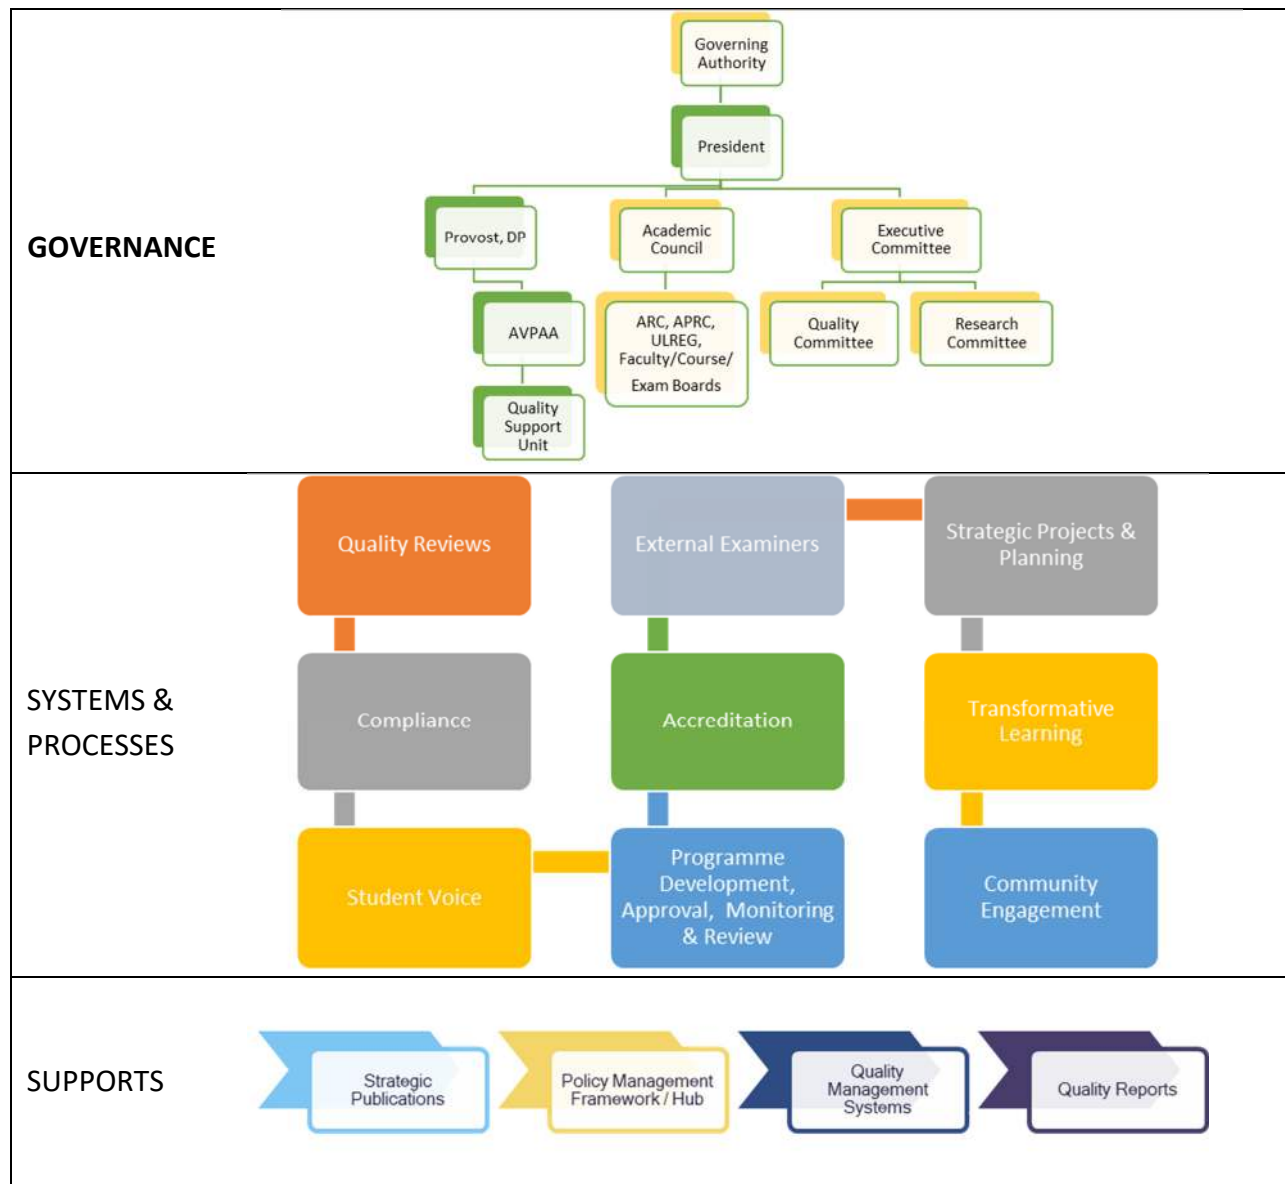 GOVERNANCE
Governing
Authority
President
Provost, DP
Academic
Council
Executive
Committee
AVPAA
ARC, APRC,
ULREG,
Faculty/Course/
Exam Boards
Quality
Committee
Research
Committee
Quality
Support
Unit
SYSTEMS &
PROCESSES
Quality Reviews
External Examiners
Strategic Projects &
Planning
Compliance
Accreditation
Transformative
Learning
Student Voice
Programme
Development,
Approval, Monitoring
& Review
Community
Engagement
SUPPORTS
Strategic
Publications
Policy Management
Framework / Hub
Quality
Management
Systems
Quality Reports